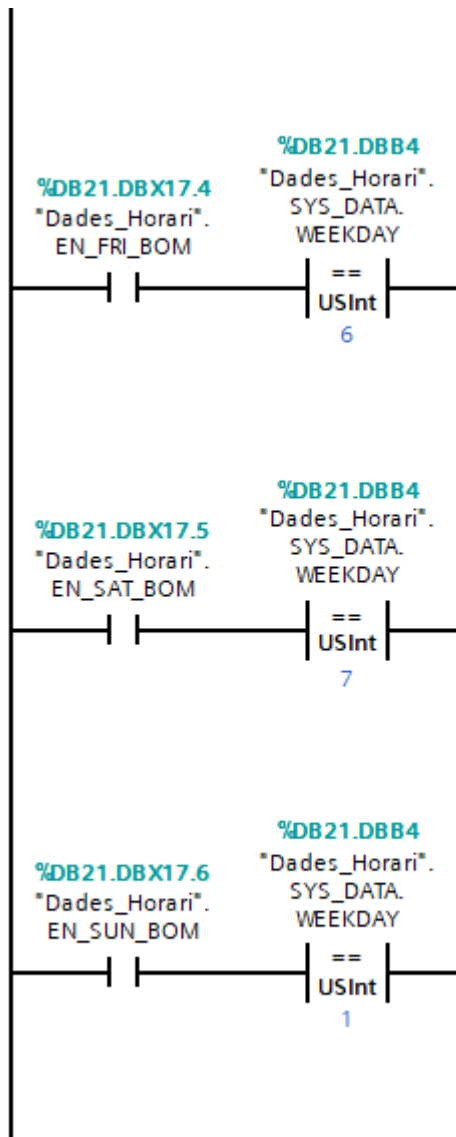 %DB21.DBB4
"Dades_Horari".
SYS_DATA.
WEEKDAY
%DB21.DBX17.4
"Dades_Horari".
EN_FRI_BOM
==
USInt
6
%DB21.DBB4
"Dades_Horari".
SYS_DATA.
WEEKDAY
%DB21.DBX17.5
"Dades_Horari".
EN_SAT_BOM
==
USInt
7
%DB21.DBB4
"Dades_Horari".
SYS_DATA.
WEEKDAY
%DB21.DBX17.6
"Dades_Horari".
EN_SUN_BOM
==
USInt
1